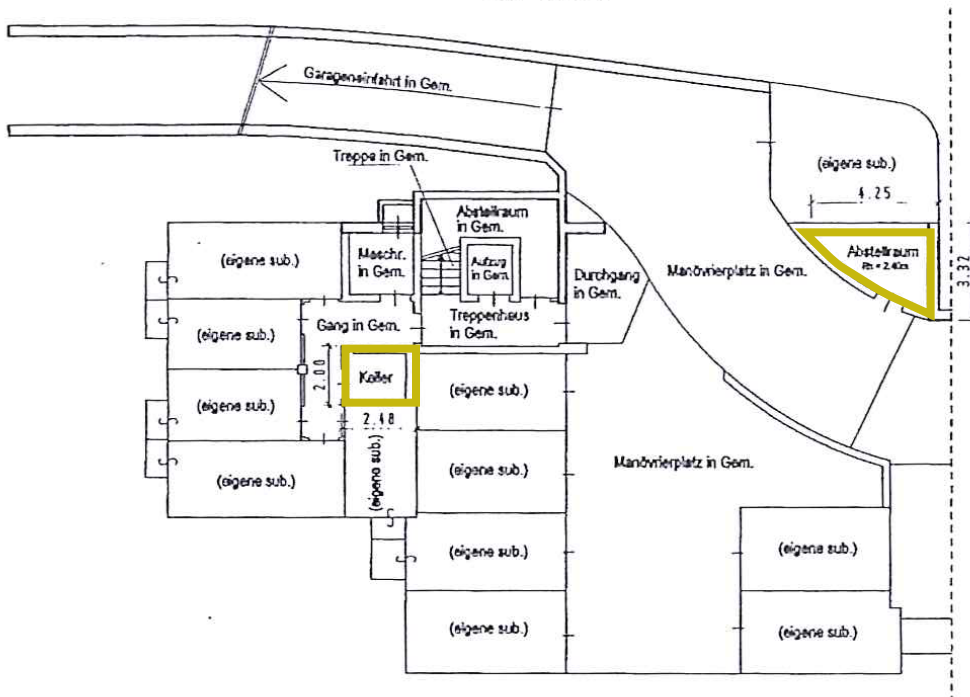 Garageneinfahrt in Gem.
Treppe in Gem.
(eigene sub.)
4.25
Abstellraum
in Gem.
Abstellraum
Rh = 2.40m
3.32
(eigene sub.)
Maschr.
in Gem.
Aufzug
in Gem.
Durchgang
in Gem.
Manövrierplatz in Gem.
Gang in Gem.
Treppenhaus
in Gem.
(eigene sub.)
2.00
Keller
(eigene sub.)
(eigene sub.)
2.48
(eigene sub.)
(eigene sub.)
Manövrierplatz in Gem.
(eigene sub.)
(eigene sub.)
(eigene sub.)
(eigene sub.)
(eigene sub.)